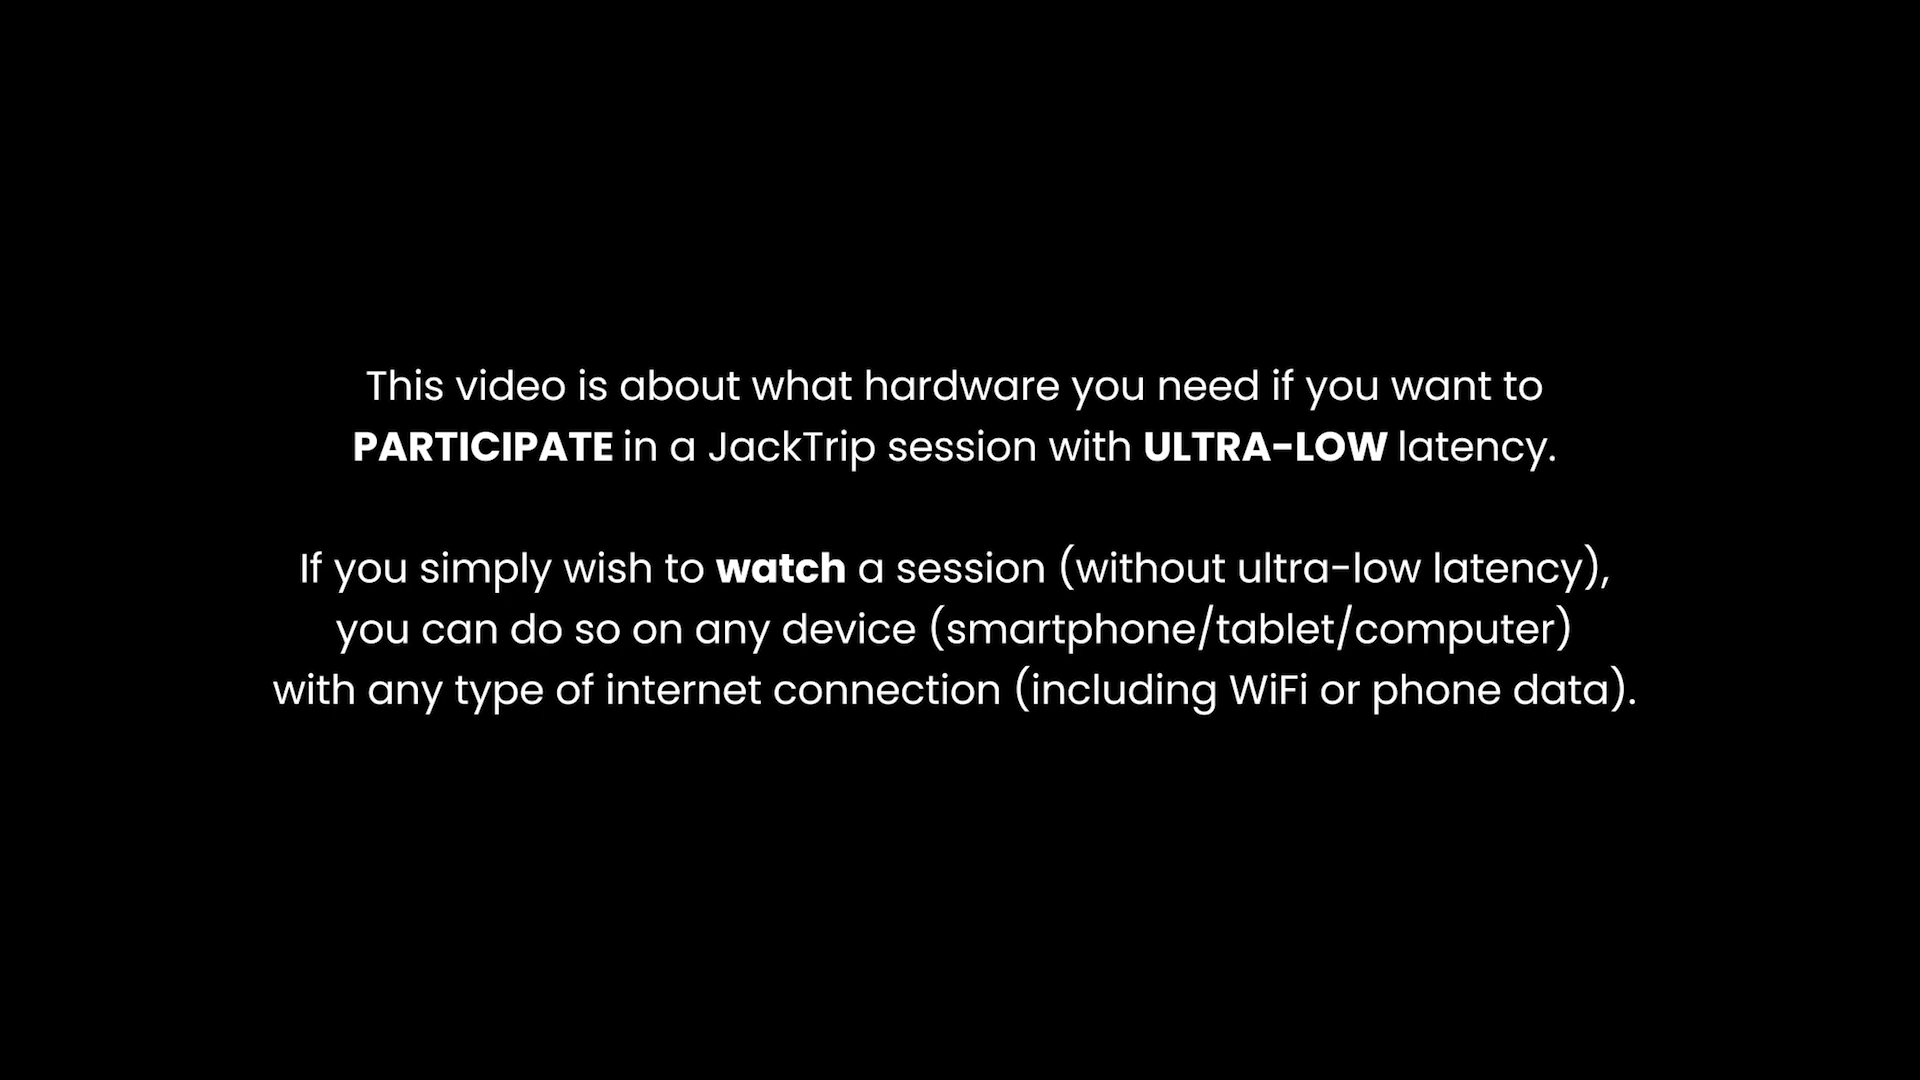 This video is about what hardware you need if you want to
PARTICIPATE in a JackTrip session with ULTRA-LOW latency.
If you simply wish to watch a session (without ultra-low latency),
you can do so on any device (smartphone/tablet/computer)
with any type of internet connection (including WiFi or phone data).